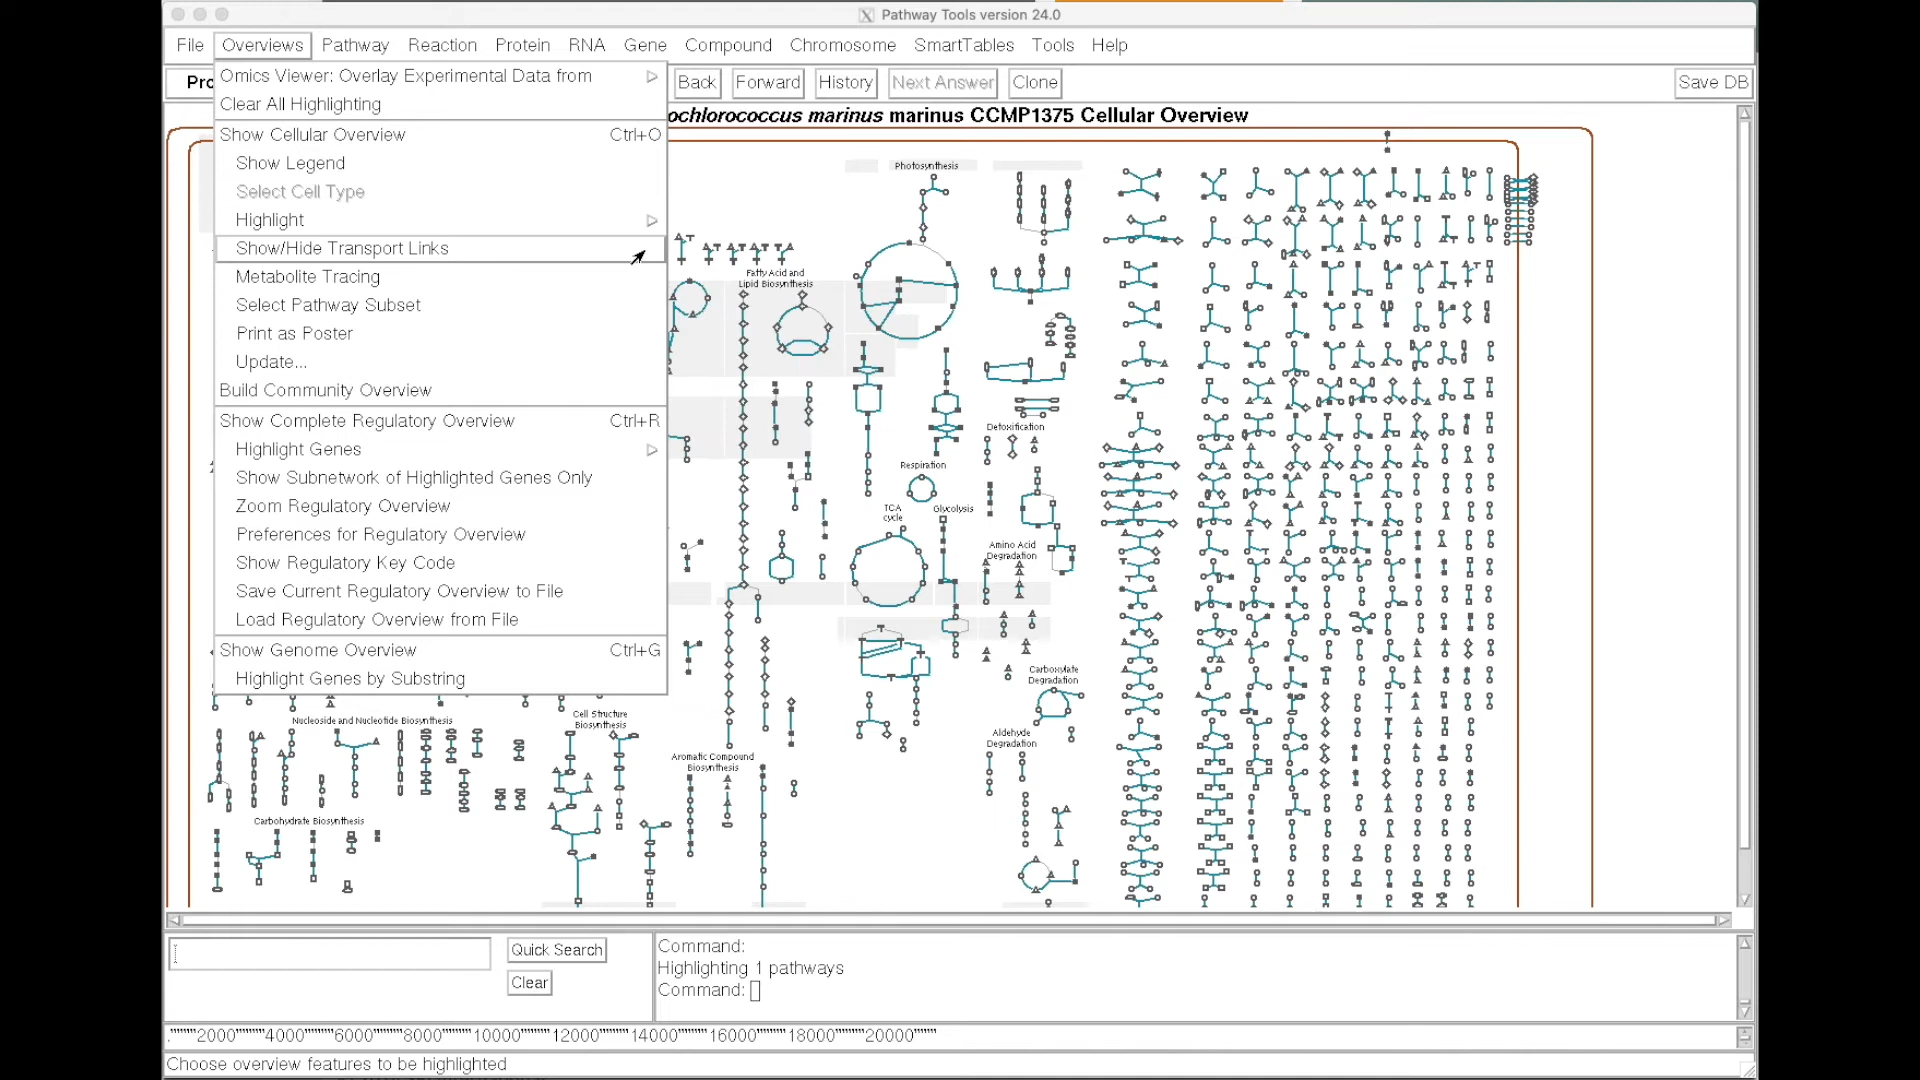 Pathway Tools version 24.0
File Overviews Pathway Reaction Protein RNA Gene Compound Chromosome SmartTables Tools Help
Back Forward History Next Answer Clone Save DB
marinus marinus CCMP1375 Cellular Overview
Omics Viewer: Overlay Experimental Data from
Clear All Highlighting
Show Cellular Overview Ctrl+O
Show Legend
Select Cell Type
Highlight
Show/Hide Transport Links
Metabolite Tracing
Select Pathway Subset
Print as Poster
Update...
Build Community Overview
Show Complete Regulatory Overview Ctrl+R
Highlight Genes
Show Subnetwork of Highlighted Genes Only
Zoom Regulatory Overview
Preferences for Regulatory Overview
Show Regulatory Key Code
Save Current Regulatory Overview to File
Load Regulatory Overview from File
Show Genome Overview Ctrl+G
Highlight Genes by Substring
Photosynthesis
Fatty Acid and
Lipid Biosynthesis
Detoxification
Respiration
TCA
cycle
Glycolysis
Amino Acid
Degradation
Carboxylate
Degradation
Nucleoside and Nucleotide Biosynthesis
Cell Structure
Biosynthesis
Aldehyde
Degradation
Aromatic Compound
Biosynthesis
Carbohydrate Biosynthesis
Quick Search
Clear
Command:
Highlighting 1 pathways
Command:
2000 4000 6000 8000 10000 12000 14000 16000 18000 20000
Choose overview features to be highlighted